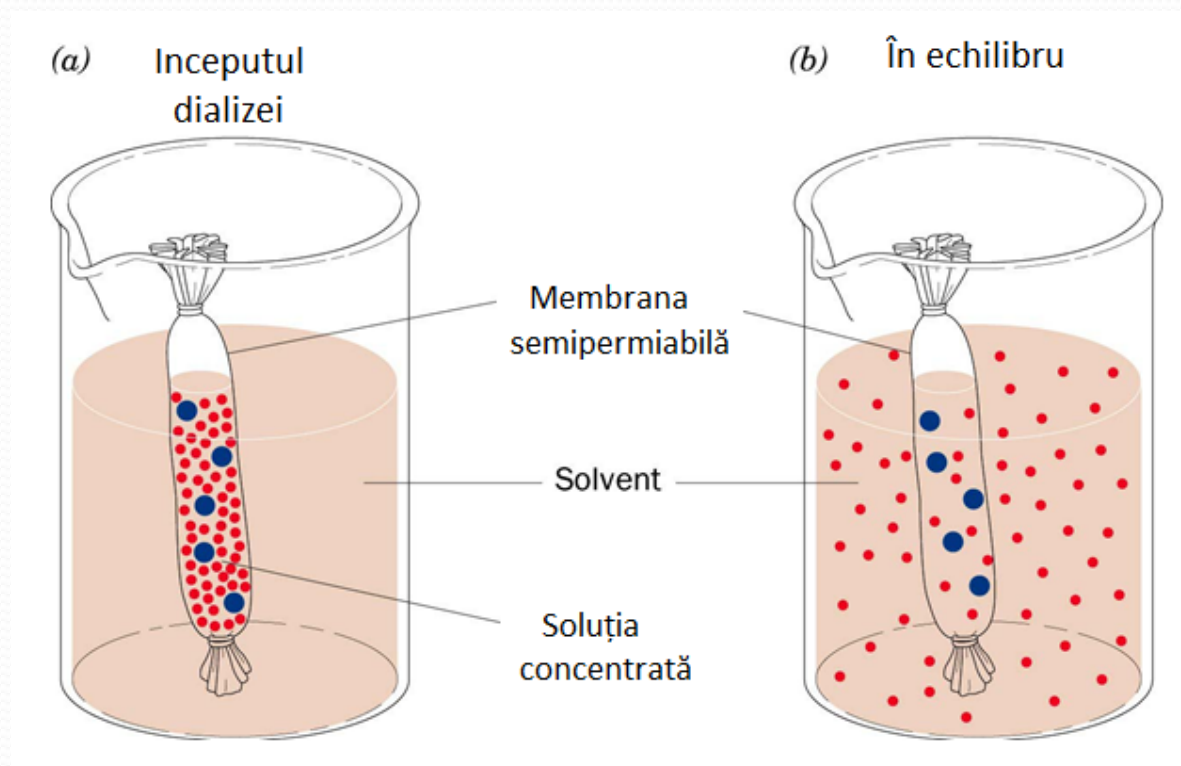 (a) Inceputul
dializei
(b) În echilibru
Membrana
semipermiabilă
Solvent
Soluția
concentrată